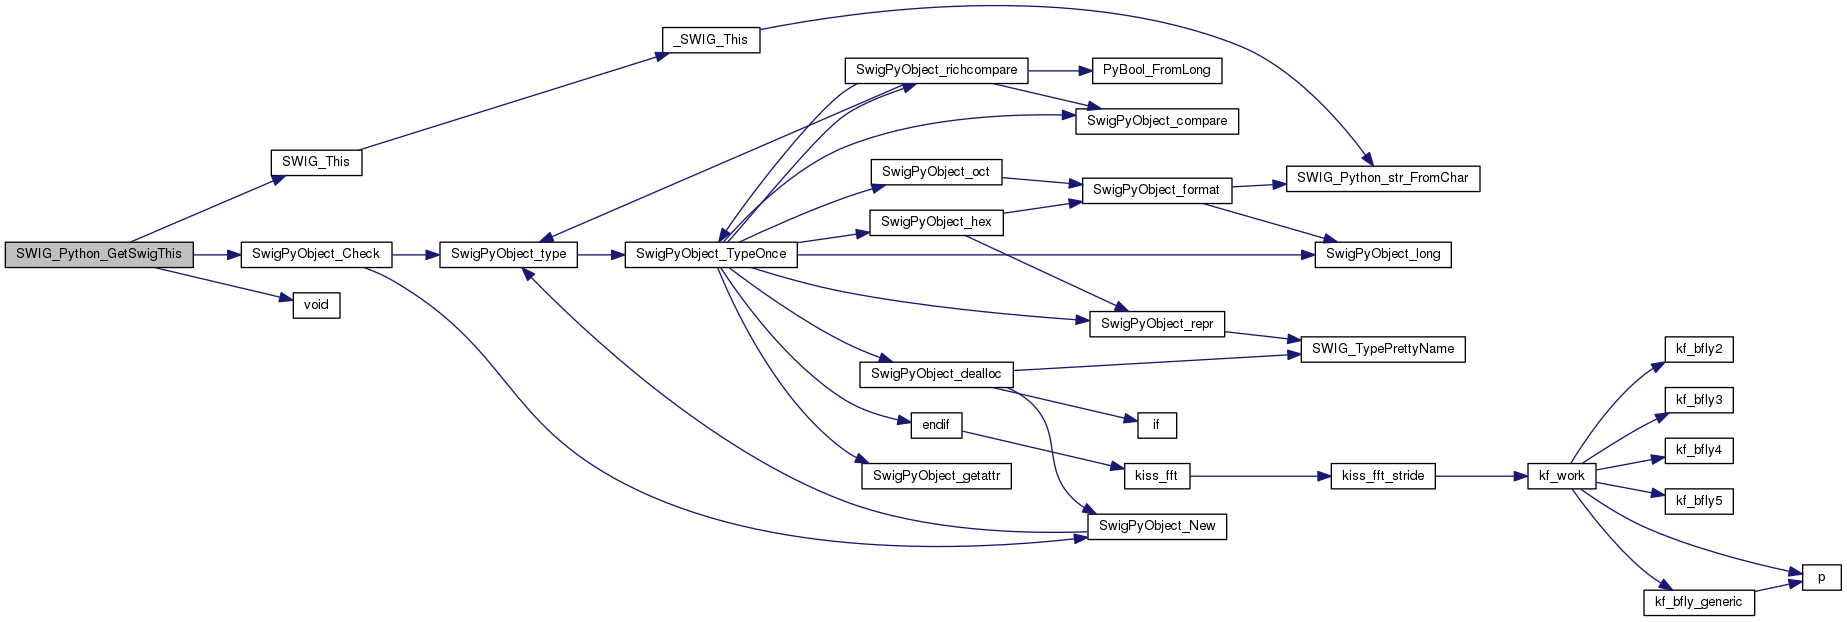 _SWIG_This
SwigPyObject_richcompare
PyBool_FromLong
SwigPyObject_compare
SWIG_This
SwigPyObject_oct
SwigPyObject_format
SWIG_Python_str_FromChar
SwigPyObject_hex
SWIG_Python_GetSwigThis
SwigPyObject_Check
SwigPyObject_type
SwigPyObject_TypeOnce
SwigPyObject_long
void
SwigPyObject_repr
SWIG_TypePrettyName
kf_bfly2
SwigPyObject_dealloc
kf_bfly3
endif
if
kf_bfly4
SwigPyObject_getattr
kiss_fft
kiss_fft_stride
kf_work
kf_bfly5
SwigPyObject_New
p
kf_bfly_generic